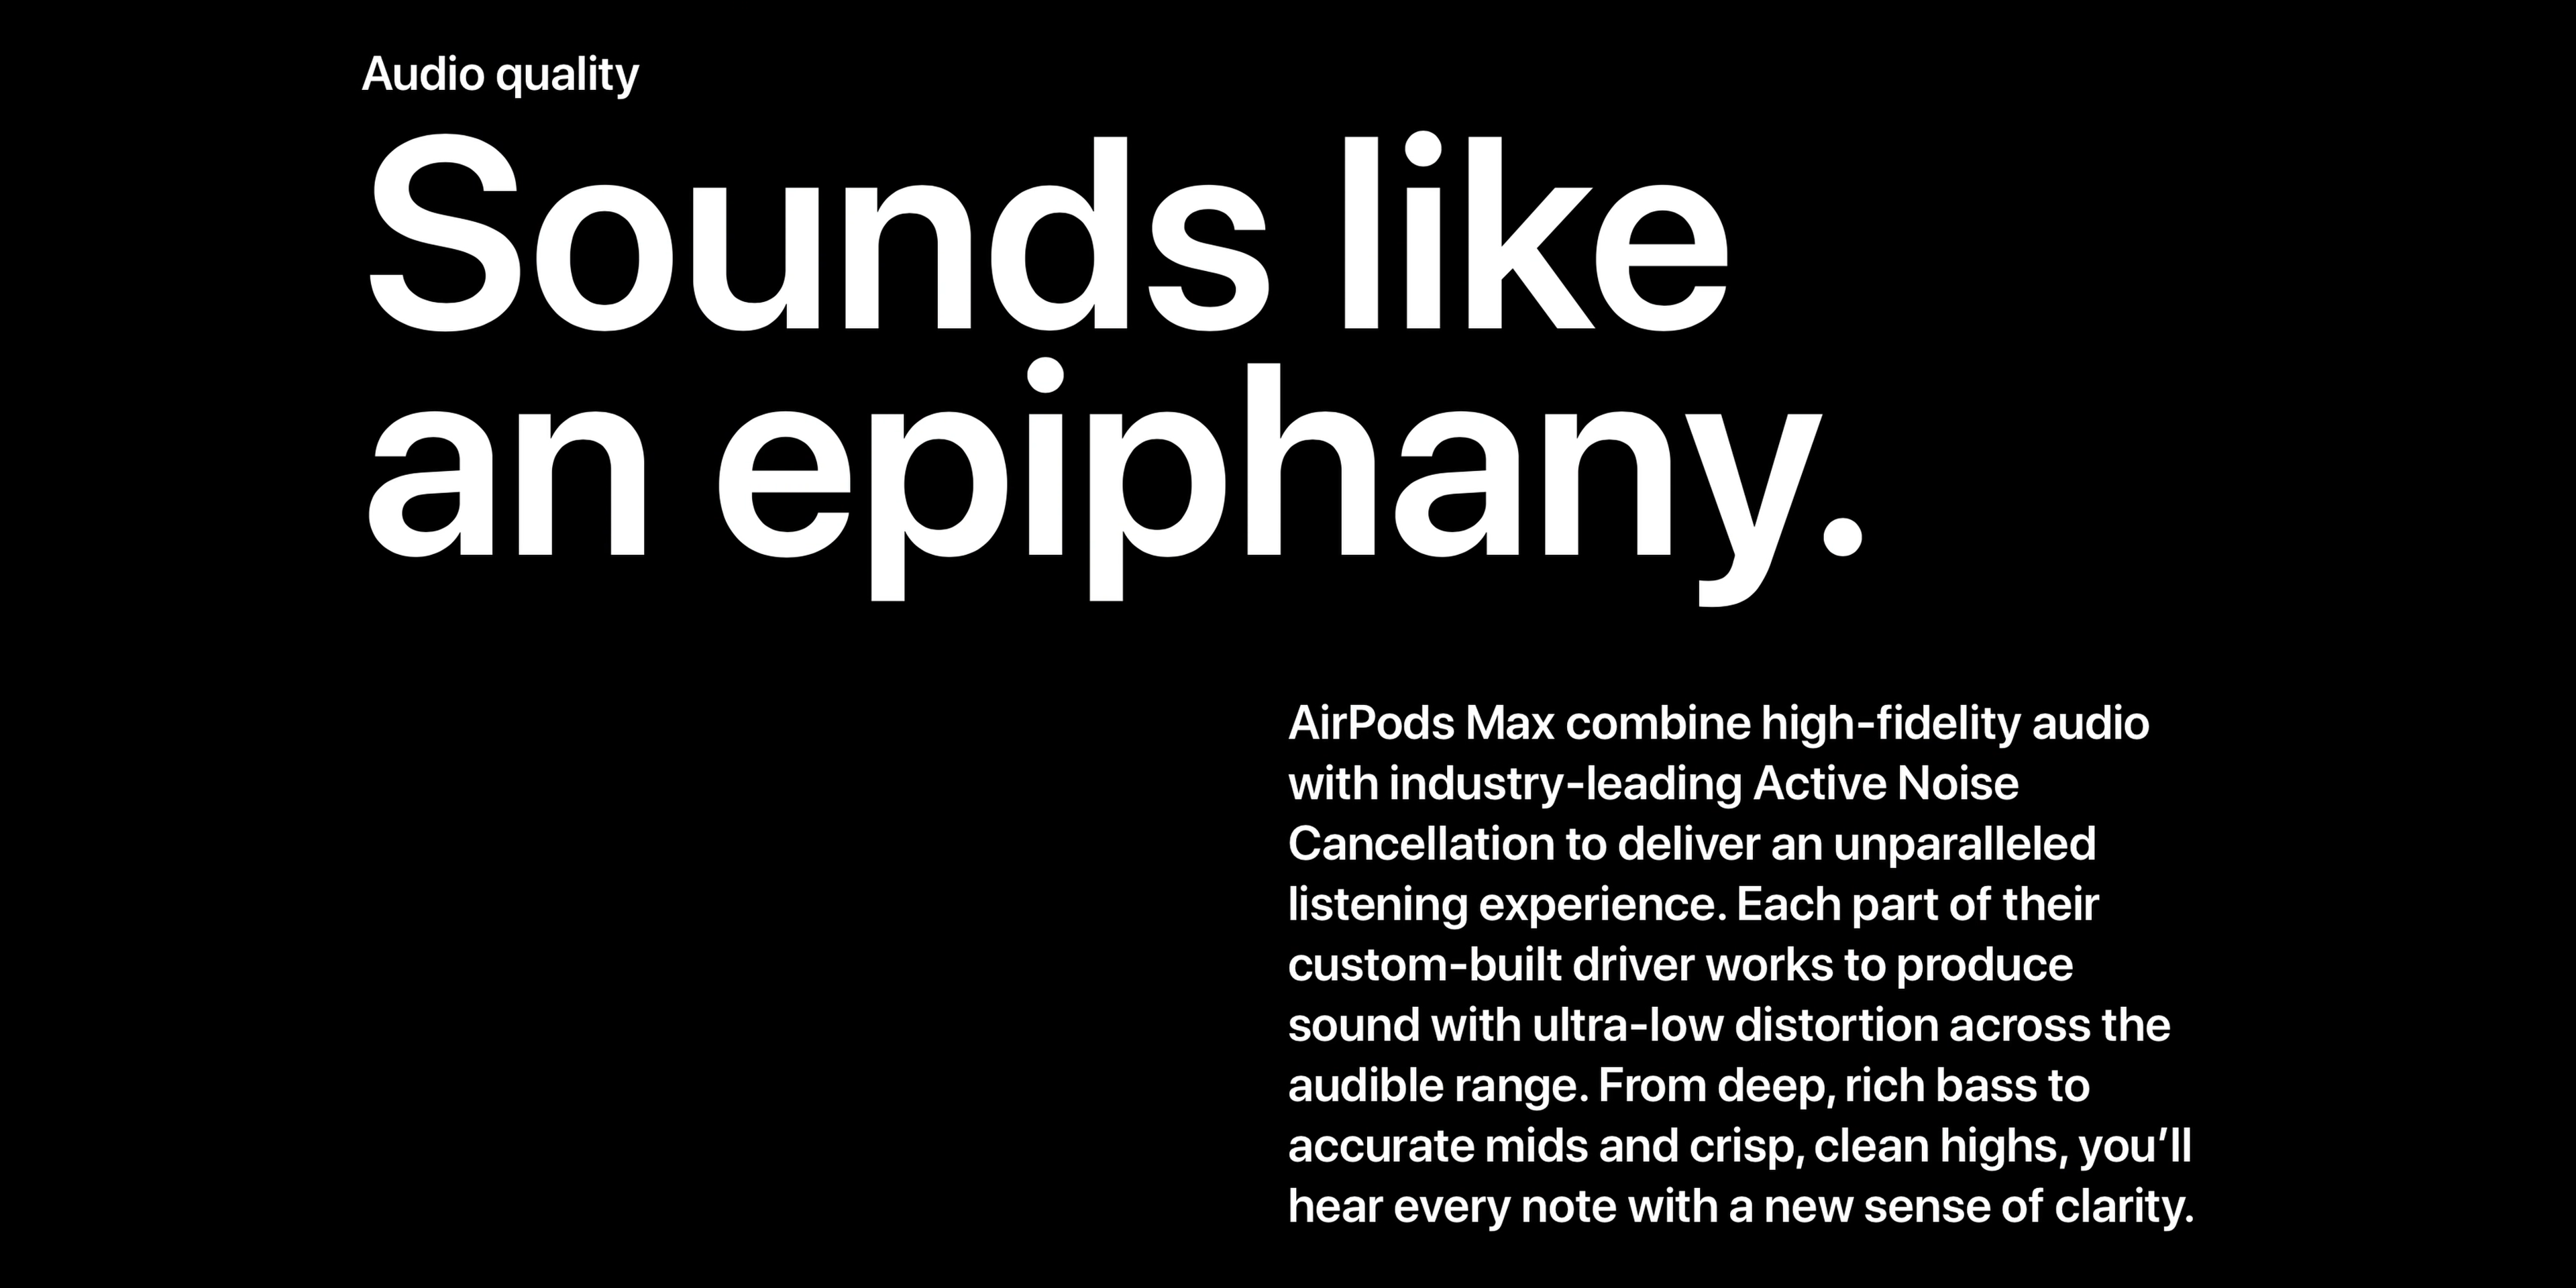 Audio quality
Sounds like
an epiphany.
AirPods Max combine high-fidelity audio
with industry-leading Active Noise
Cancellation to deliver an unparalleled
listening experience. Each part of their
custom-built driver works to produce
sound with ultra-low distortion across the
audible range. From deep, rich bass to
accurate mids and crisp, clean highs, you’ll
hear every note with a new sense of clarity.